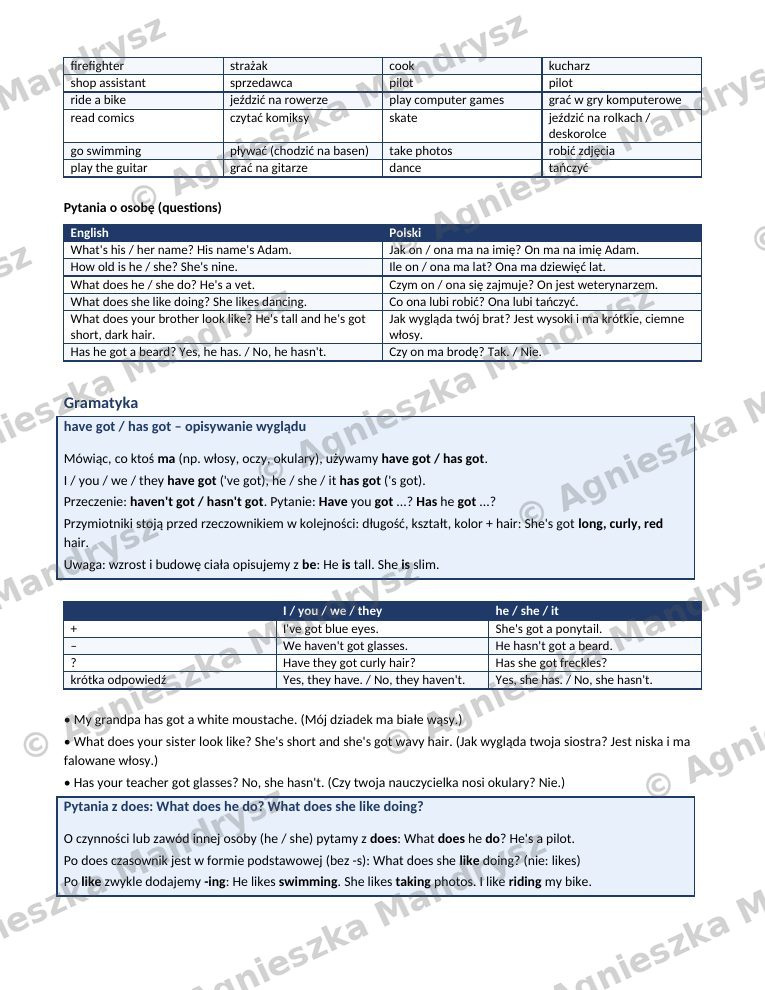 firefighter strażak cook kucharz
shop assistant sprzedawca pilot pilot
ride a bike jeździć na rowerze play computer games grać w gry komputerowe
read comics czytać komiksy skate jeździć na rolkach /
deskorolce
go swimming pływać (chodzić na basen) take photos robić zdjęcia
play the guitar grać na gitarze dance tańczyć
Pytania o osobę (questions)
English Polski
What's his / her name? His name's Adam. Jak on / ona ma na imię? On ma na imię Adam.
How old is he / she? She's nine. Ile on / ona ma lat? Ona ma dziewięć lat.
What does he / she do? He's a vet. Czym on / ona się zajmuje? On jest weterynarzem.
What does she like doing? She likes dancing. Co ona lubi robić? Ona lubi tańczyć.
What does your brother look like? He's tall and he's got Jak wygląda twój brat? Jest wysoki i ma krótkie, ciemne
short, dark hair. włosy.
Has he got a beard? Yes, he has. / No, he hasn't. Czy on ma brodę? Tak. / Nie.
Gramatyka
have got / has got – opisywanie wyglądu
Mówiąc, co ktoś ma (np. włosy, oczy, okulary), używamy have got / has got.
I / you / we / they have got ('ve got), he / she / it has got ('s got).
Przeczenie: haven't got / hasn't got. Pytanie: Have you got ...? Has he got ...?
Przymiotniki stoją przed rzeczownikiem w kolejności: długość, kształt, kolor + hair: She's got long, curly, red
hair.
Uwaga: wzrost i budowę ciała opisujemy z be: He is tall. She is slim.
I / you / we / they he / she / it
+ I've got blue eyes. She's got a ponytail.
– We haven't got glasses. He hasn't got a beard.
? Have they got curly hair? Has she got freckles?
krótka odpowiedź Yes, they have. / No, they haven't. Yes, she has. / No, she hasn't.
• My grandpa has got a white moustache. (Mój dziadek ma białe wąsy.)
• What does your sister look like? She's short and she's got wavy hair. (Jak wygląda twoja siostra? Jest niska i ma
falowane włosy.)
• Has your teacher got glasses? No, she hasn't. (Czy twoja nauczycielka nosi okulary? Nie.)
Pytania z does: What does he do? What does she like doing?
O czynności lub zawód innej osoby (he / she) pytamy z does: What does he do? He's a pilot.
Po does czasownik jest w formie podstawowej (bez -s): What does she like doing? (nie: likes)
Po like zwykle dodajemy -ing: He likes swimming. She likes taking photos. I like riding my bike.
© Agnieszka Mandrysz